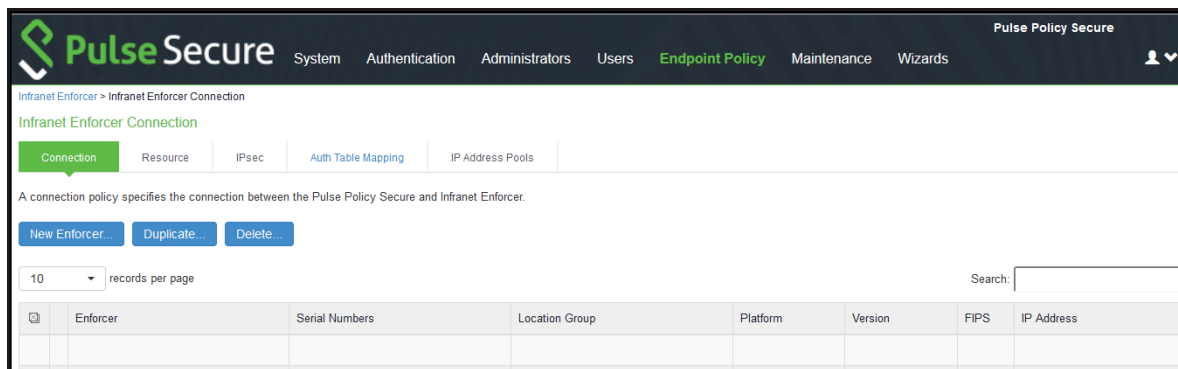 Pulse Policy Secure
Pulse Secure
System Authentication Administrators Users Endpoint Policy Maintenance Wizards
Infranet Enforcer > Infranet Enforcer Connection
Infranet Enforcer Connection
Connection Resource IPsec Auth Table Mapping IP Address Pools
A connection policy specifies the connection between the Pulse Policy Secure and Infranet Enforcer.
New Enforcer... Duplicate... Delete...
10 records per page Search:
Enforcer Serial Numbers Location Group Platform Version FIPS IP Address